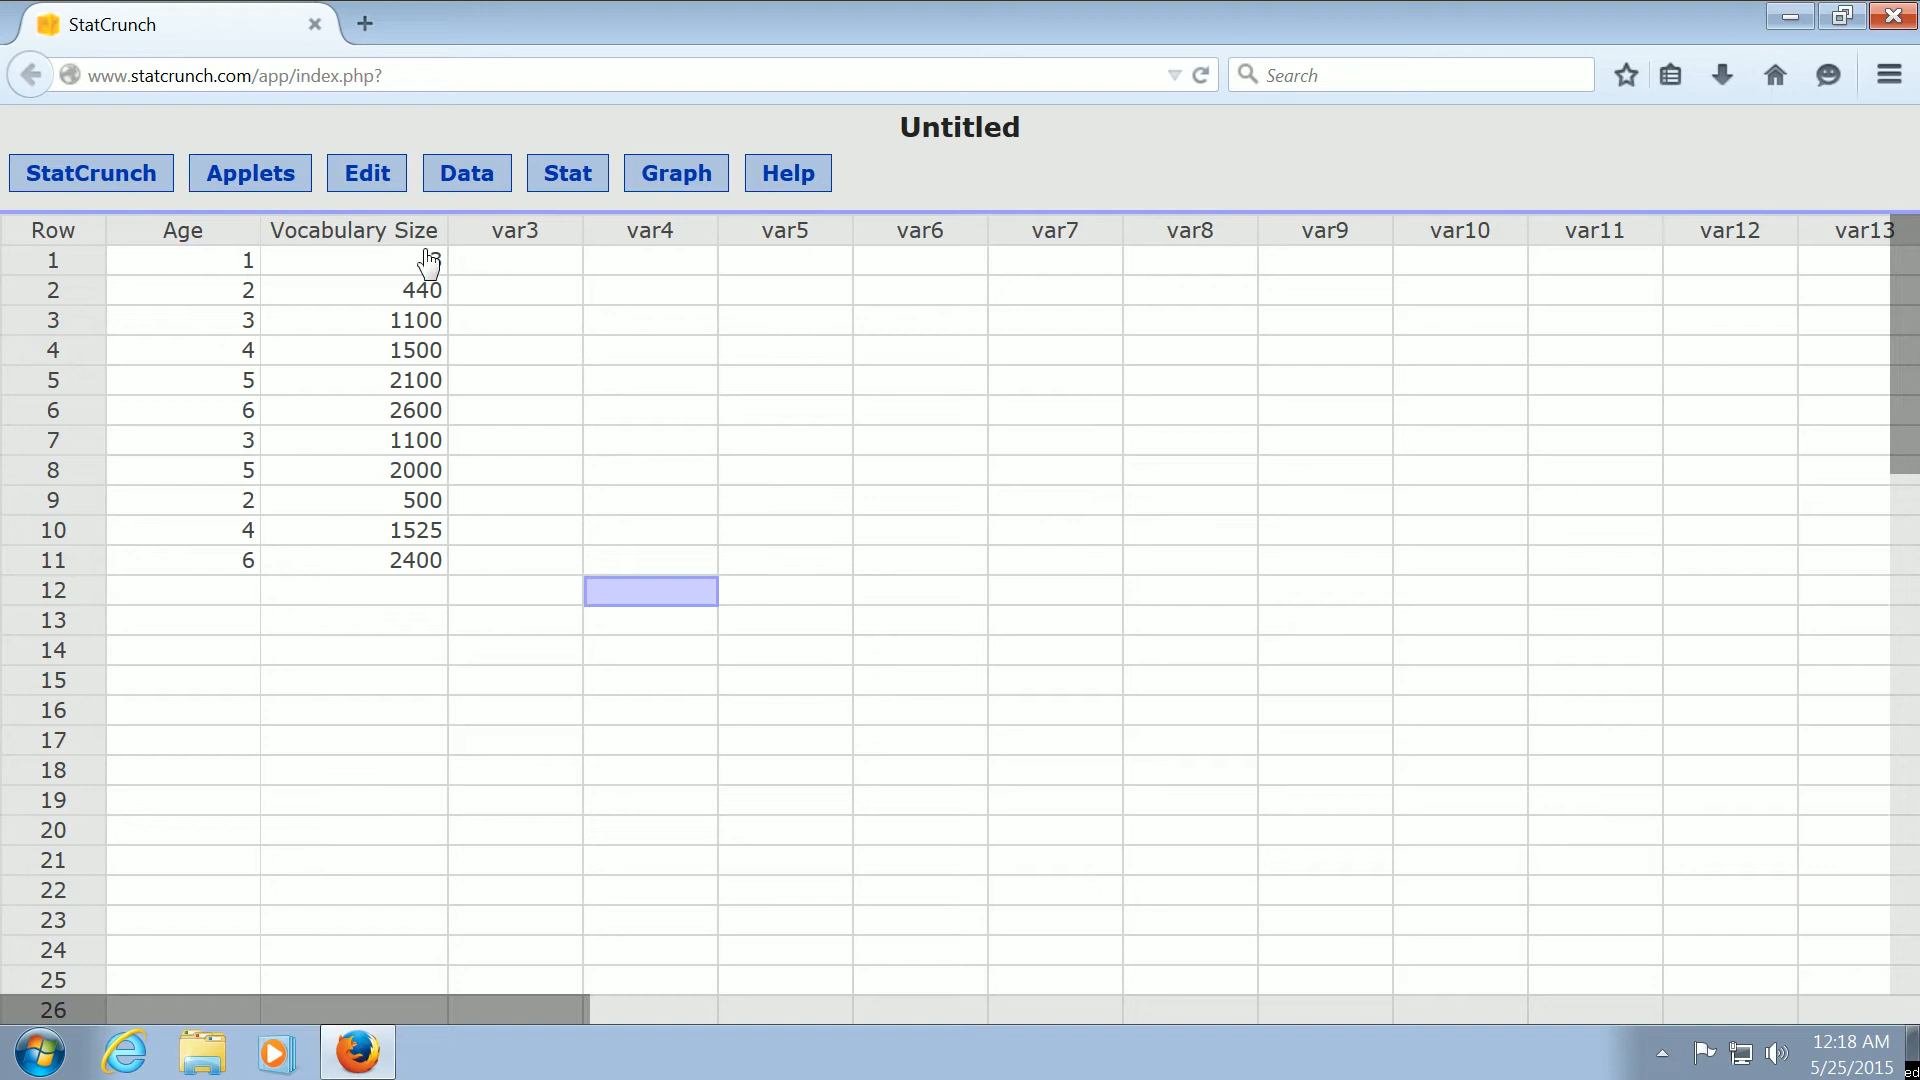 StatCrunch
www.statcrunch.com/app/index.php?
Search
Untitled
StatCrunch Applets Edit Data Stat Graph Help
Row Age Vocabulary Size var3 var4 var5 var6 var7 var8 var9 var10 var11 var12 var13
1 1
2 2 440
3 3 1100
4 4 1500
5 5 2100
6 6 2600
7 3 1100
8 5 2000
9 2 500
10 4 1525
11 6 2400
12
13
14
15
16
17
18
19
20
21
22
23
24
25
26
12:18 AM
5/25/2015
ed